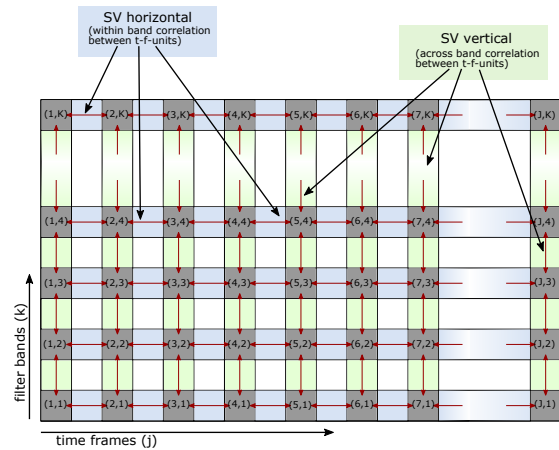 SV horizontal
(within band correlation
between t-f-units)
SV vertical
(across band correlation
between t-f-units)
(1,K) (2,K) (3,K) (4,K) (5,K) (6,K) (7,K) (J,K)
(1,4) (2,4) (3,4) (4,4) (5,4) (6,4) (7,4) (J,4)
(1,3) (2,3) (3,3) (4,3) (5,3) (6,3) (7,3) (J,3)
(1,2) (2,2) (3,2) (4,2) (5,2) (6,2) (7,2) (J,2)
(1,1) (2,1) (3,1) (4,1) (5,1) (6,1) (7,1) (J,1)
filter bands (k)
time frames (j)